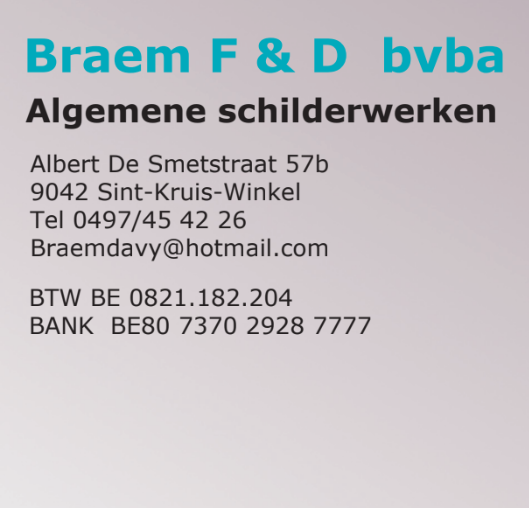 Braem F & D bvba
Algemene schilderwerken
Albert De Smetstraat 57b
9042 Sint-Kruis-Winkel
Tel 0497/45 42 26
Braemdavy@hotmail.com
BTW BE 0821.182.204
BANK BE80 7370 2928 7777